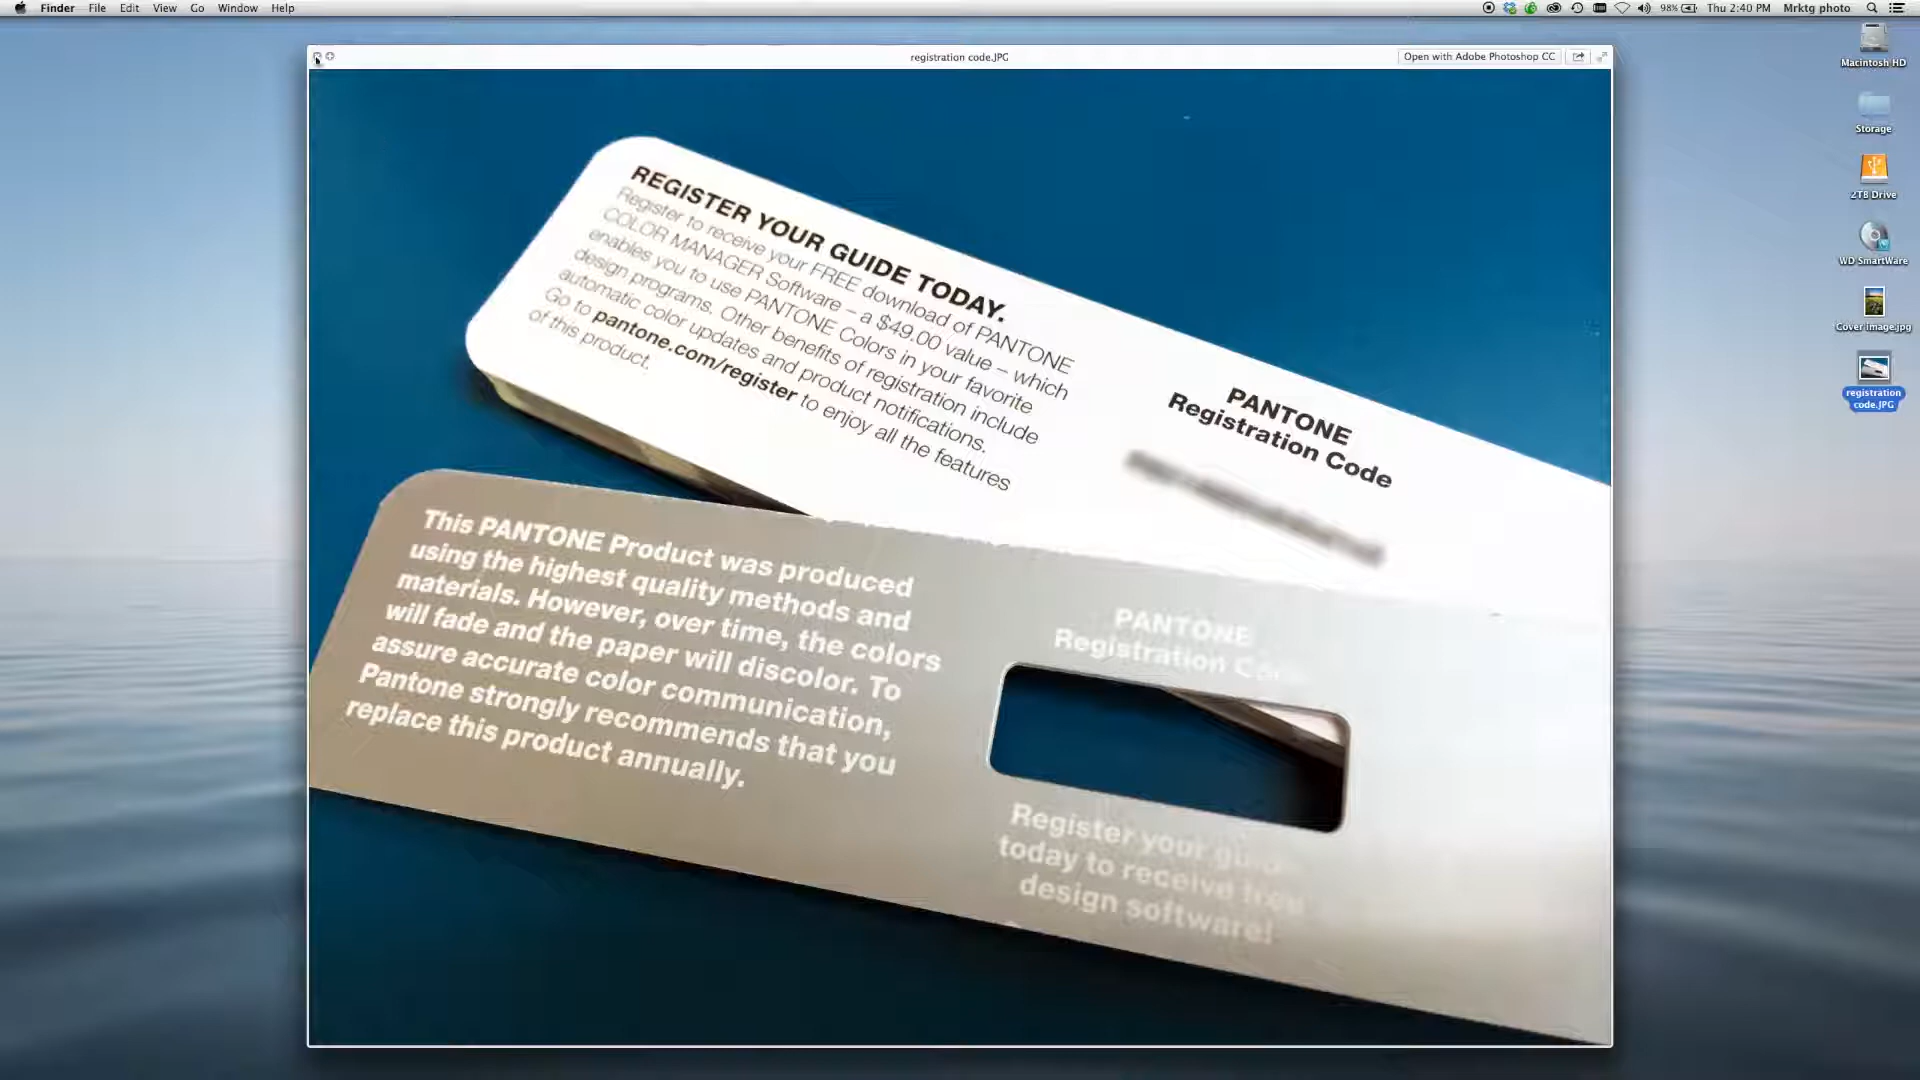 Finder File Edit View Go Window Help
98% Thu 2:40 PM Mrktg photo
registration code.JPG
Open with Adobe Photoshop CC
REGISTER YOUR GUIDE TODAY.
Register to receive your FREE download of PANTONE
COLOR MANAGER Software – a $49.00 value – which
enables you to use PANTONE Colors in your favorite
design programs. Other benefits of registration include
automatic color updates and product notifications.
Go to pantone.com/register to enjoy all the features
of this product.
PANTONE
Registration Code
This PANTONE Product was produced
using the highest quality methods and
materials. However, over time, the colors
will fade and the paper will discolor. To
assure accurate color communication,
Pantone strongly recommends that you
replace this product annually.
PANTONE
Registration Code
Register your guide
today to receive free
design software!
Macintosh HD
Storage
2TB Drive
WD SmartWare
Cover image.jpg
registration
code.JPG